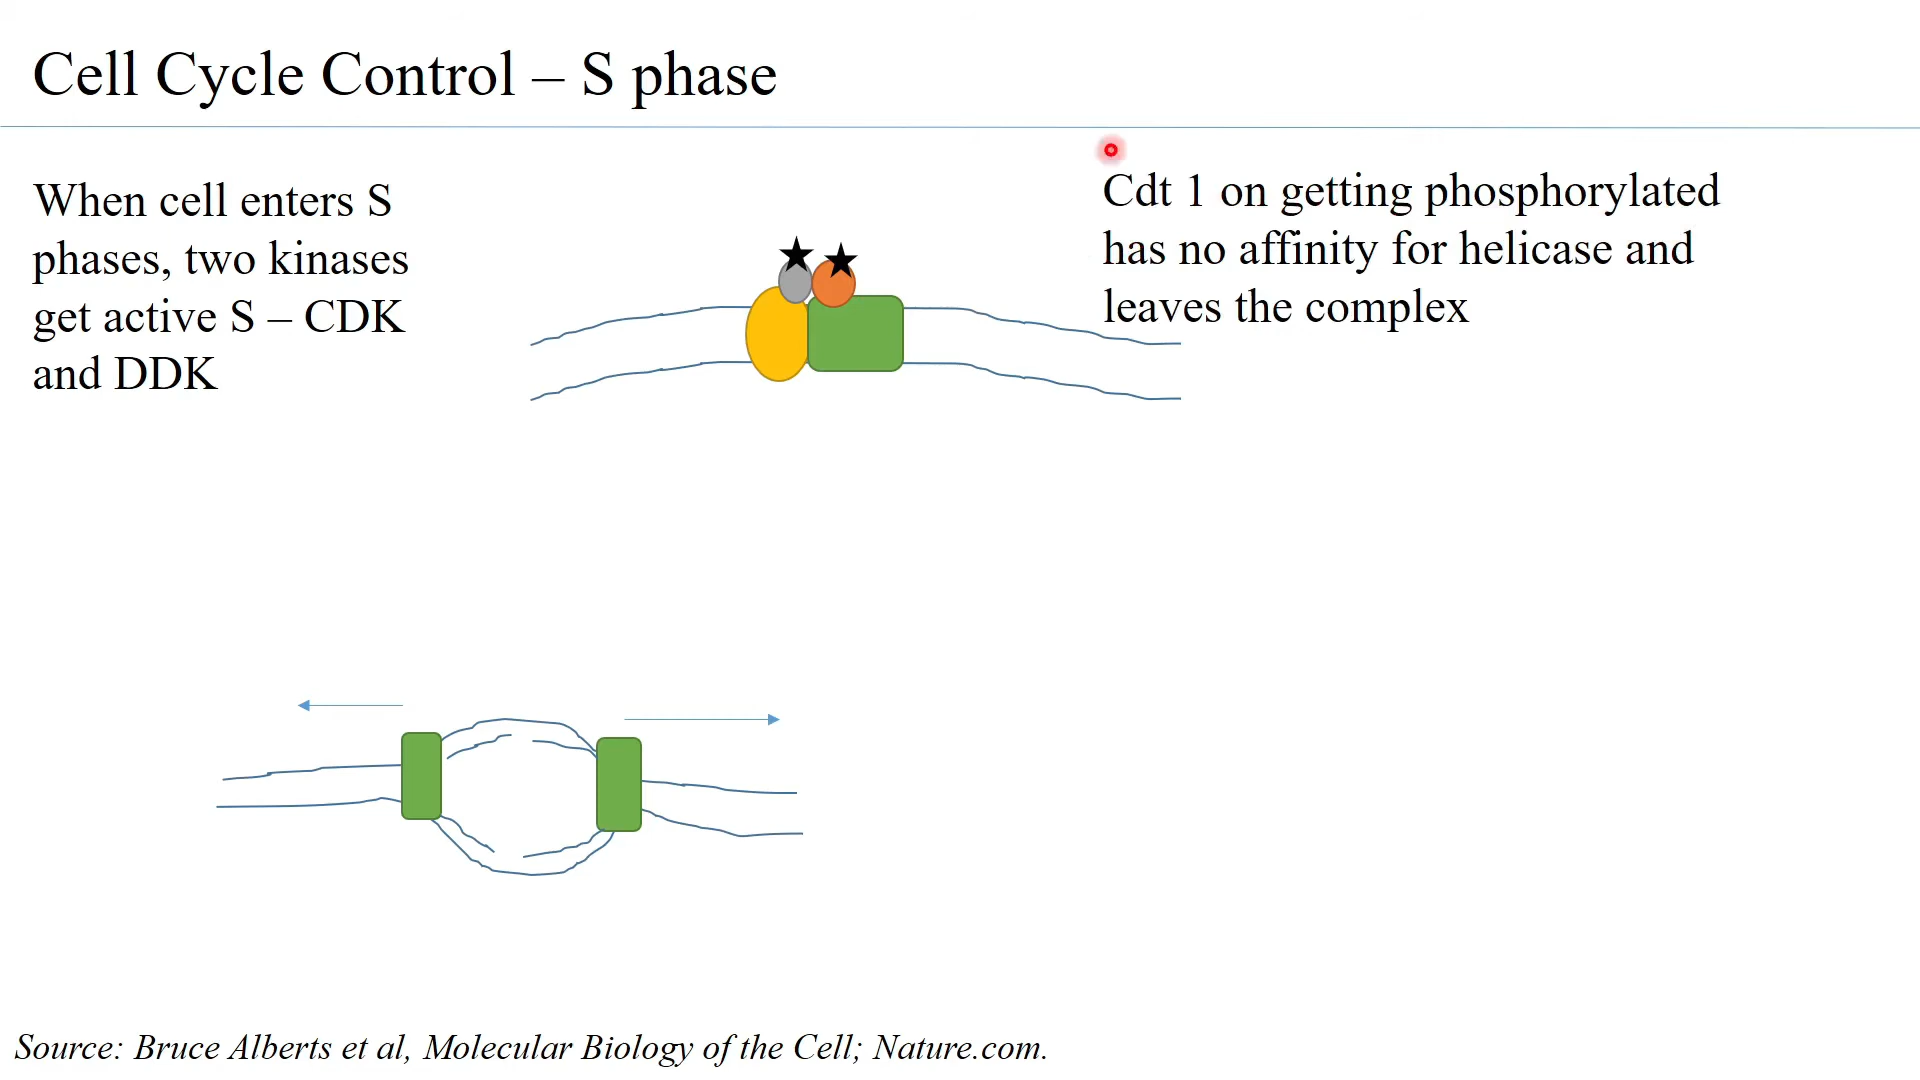 Cell Cycle Control – S phase
When cell enters S
phases, two kinases
get active S – CDK
and DDK
Cdt 1 on getting phosphorylated
has no affinity for helicase and
leaves the complex
Source: Bruce Alberts et al, Molecular Biology of the Cell; Nature.com.